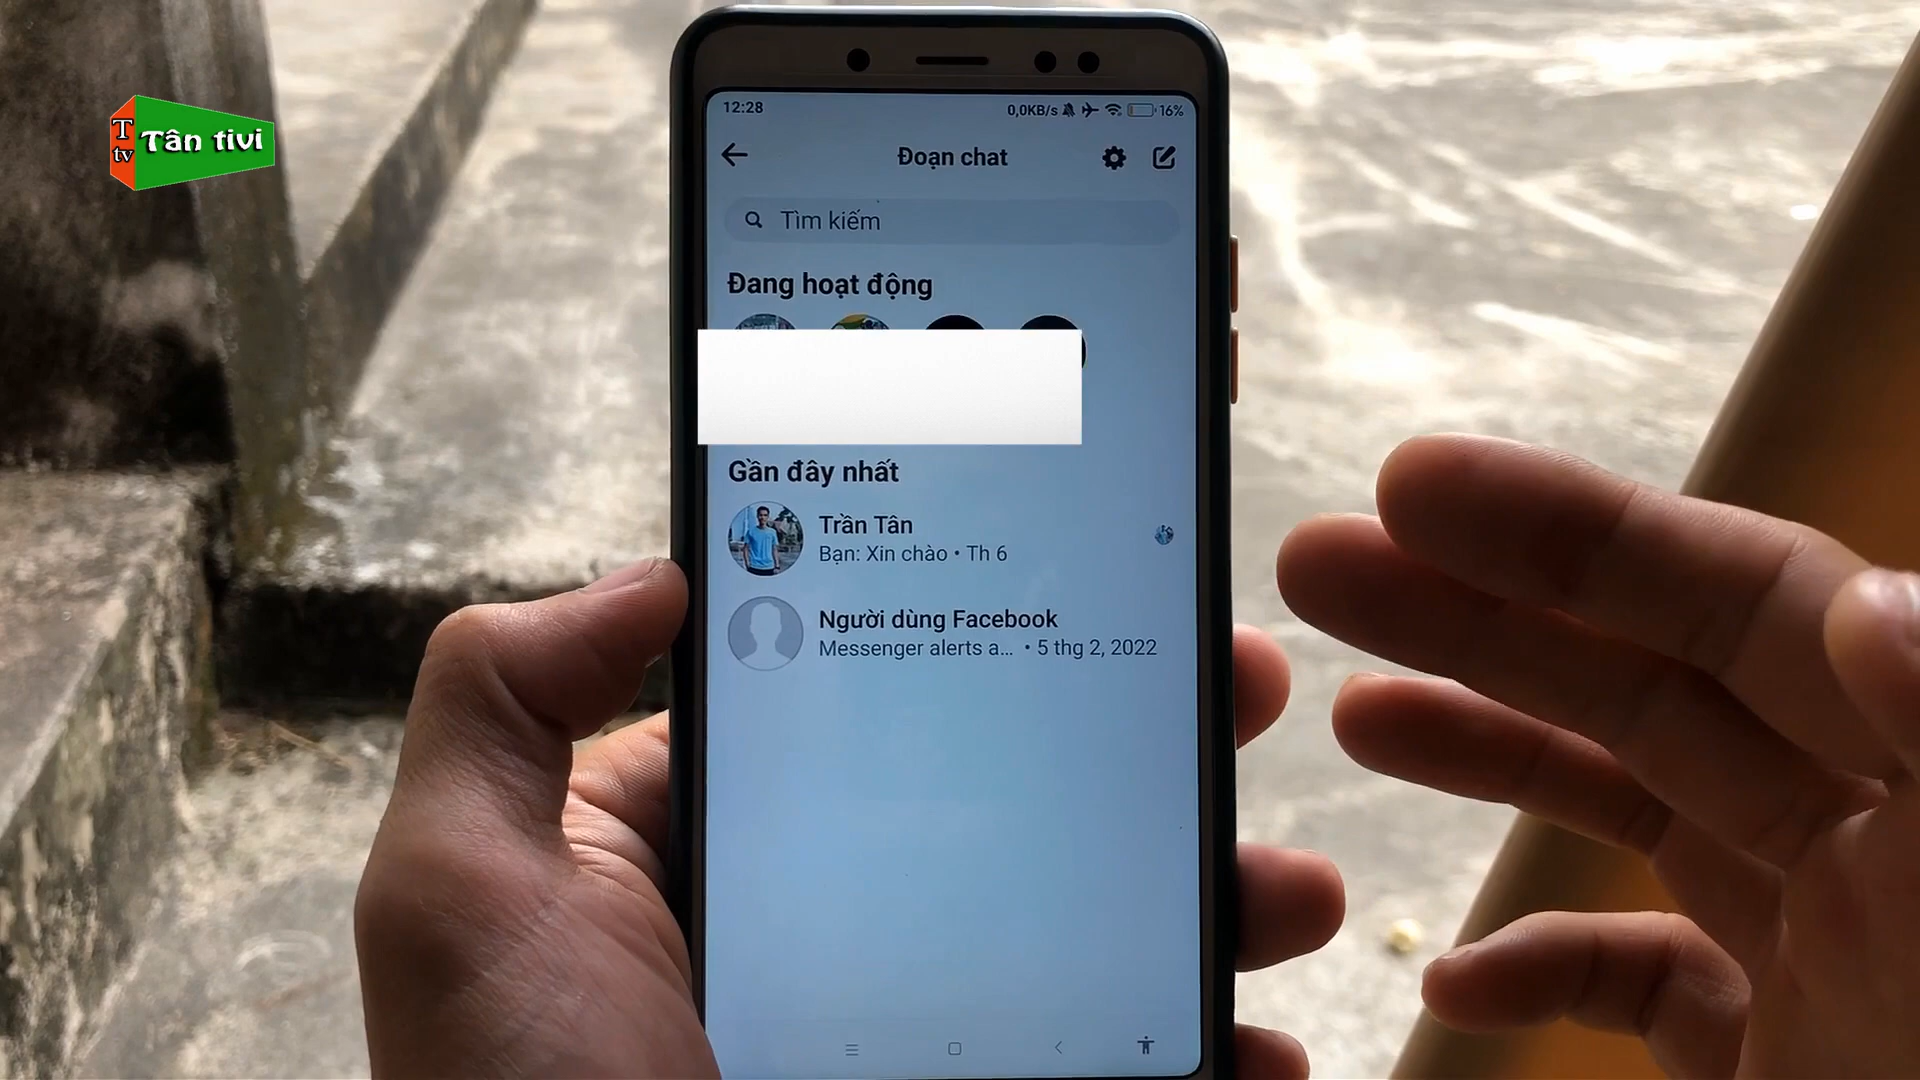 T
tv
Tân tivi
12:28
0,0KB/s
16%
Đoạn chat
Tìm kiếm
Đang hoạt động
Gần đây nhất
Trần Tân
Bạn: Xin chào • Th 6
Người dùng Facebook
Messenger alerts a... • 5 thg 2, 2022